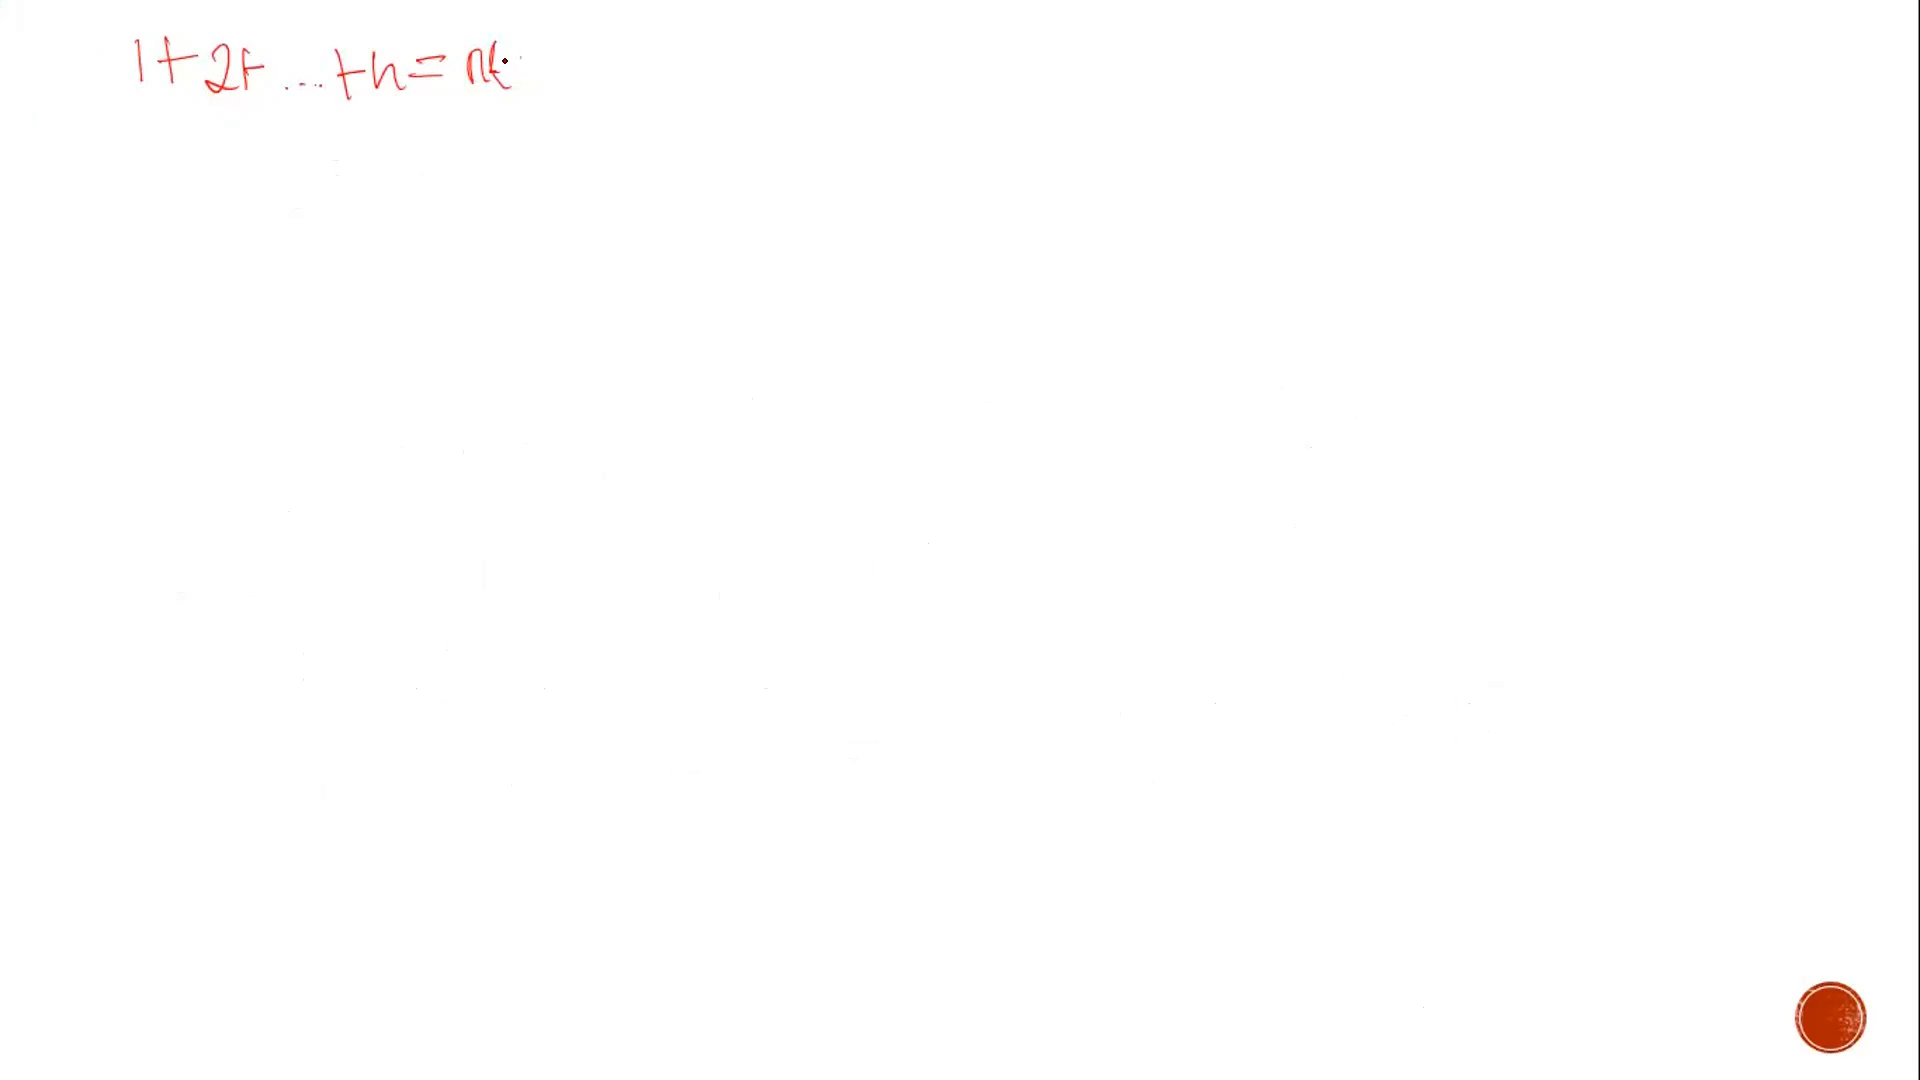 1+2+ ....+n = n(